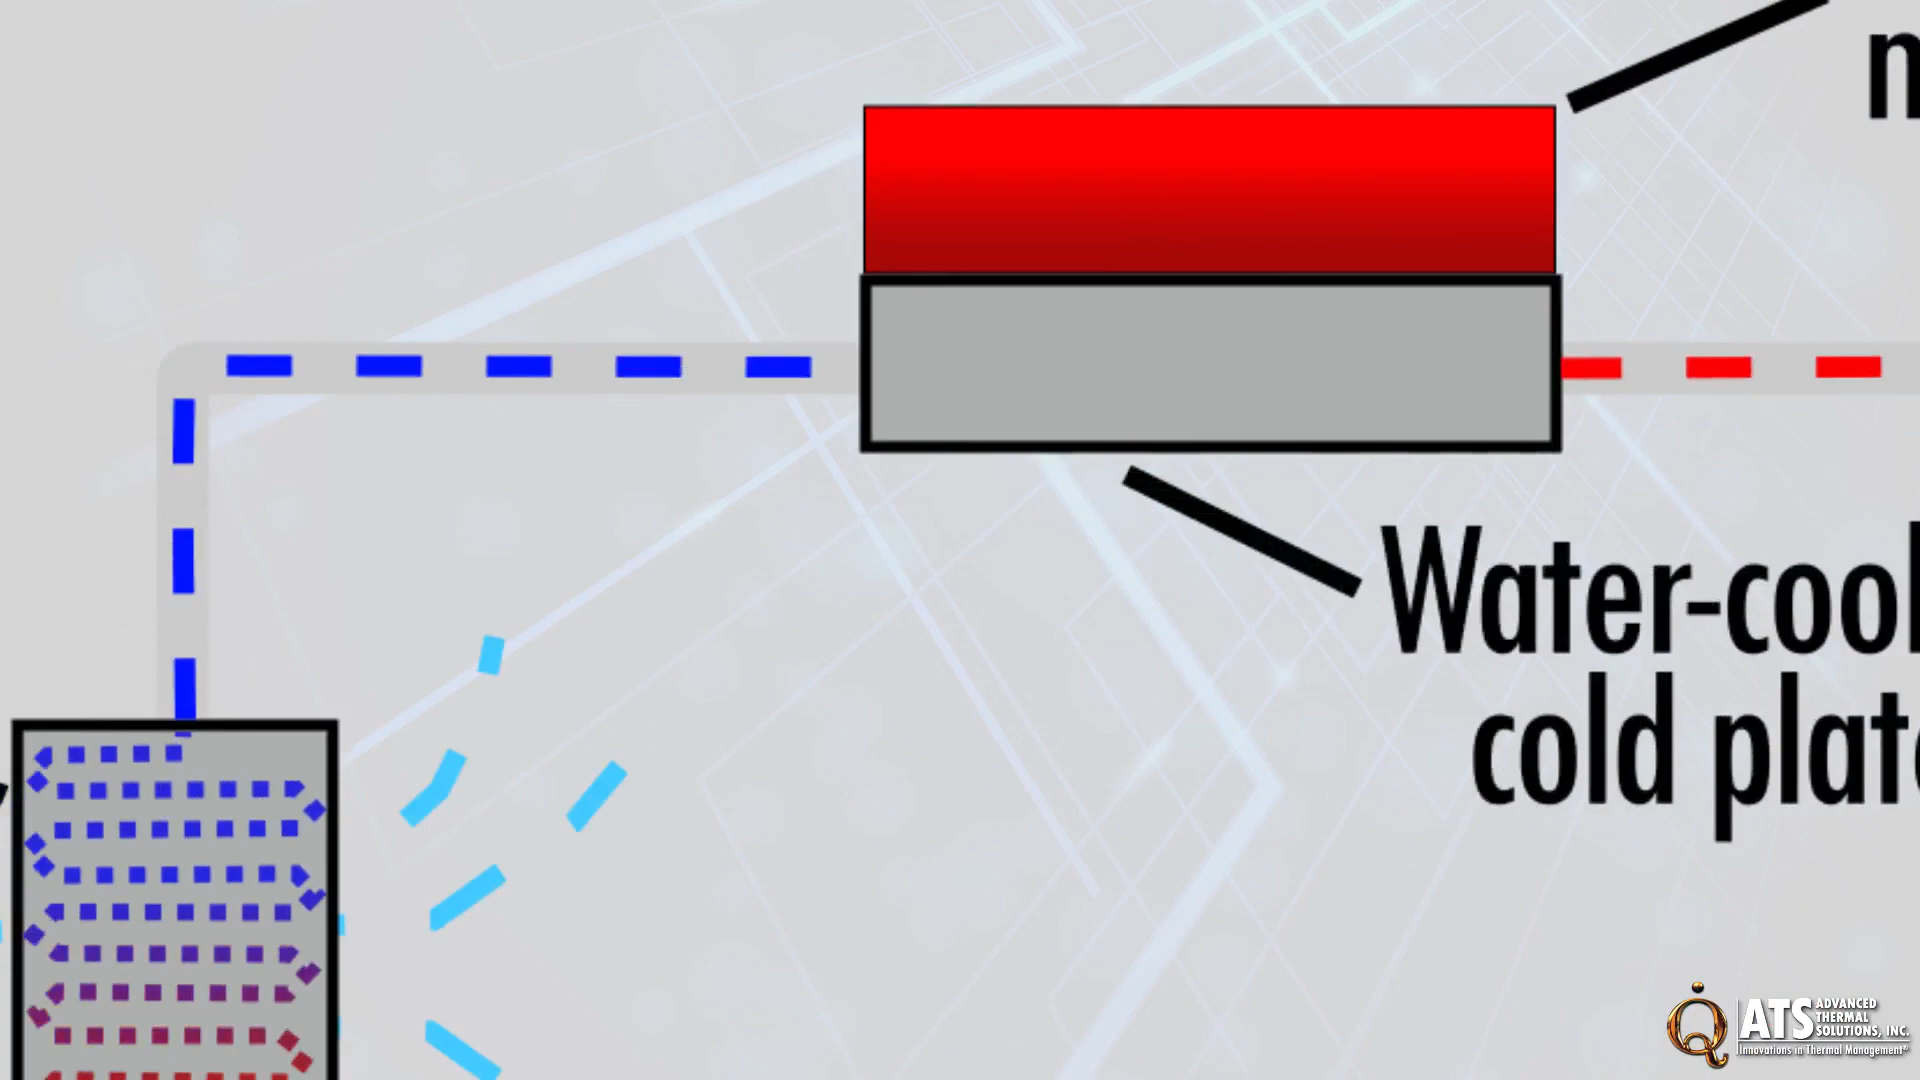 Water-cool
cold plat
ATS ADVANCED THERMAL SOLUTIONS, INC.
Innovations in Thermal Management®